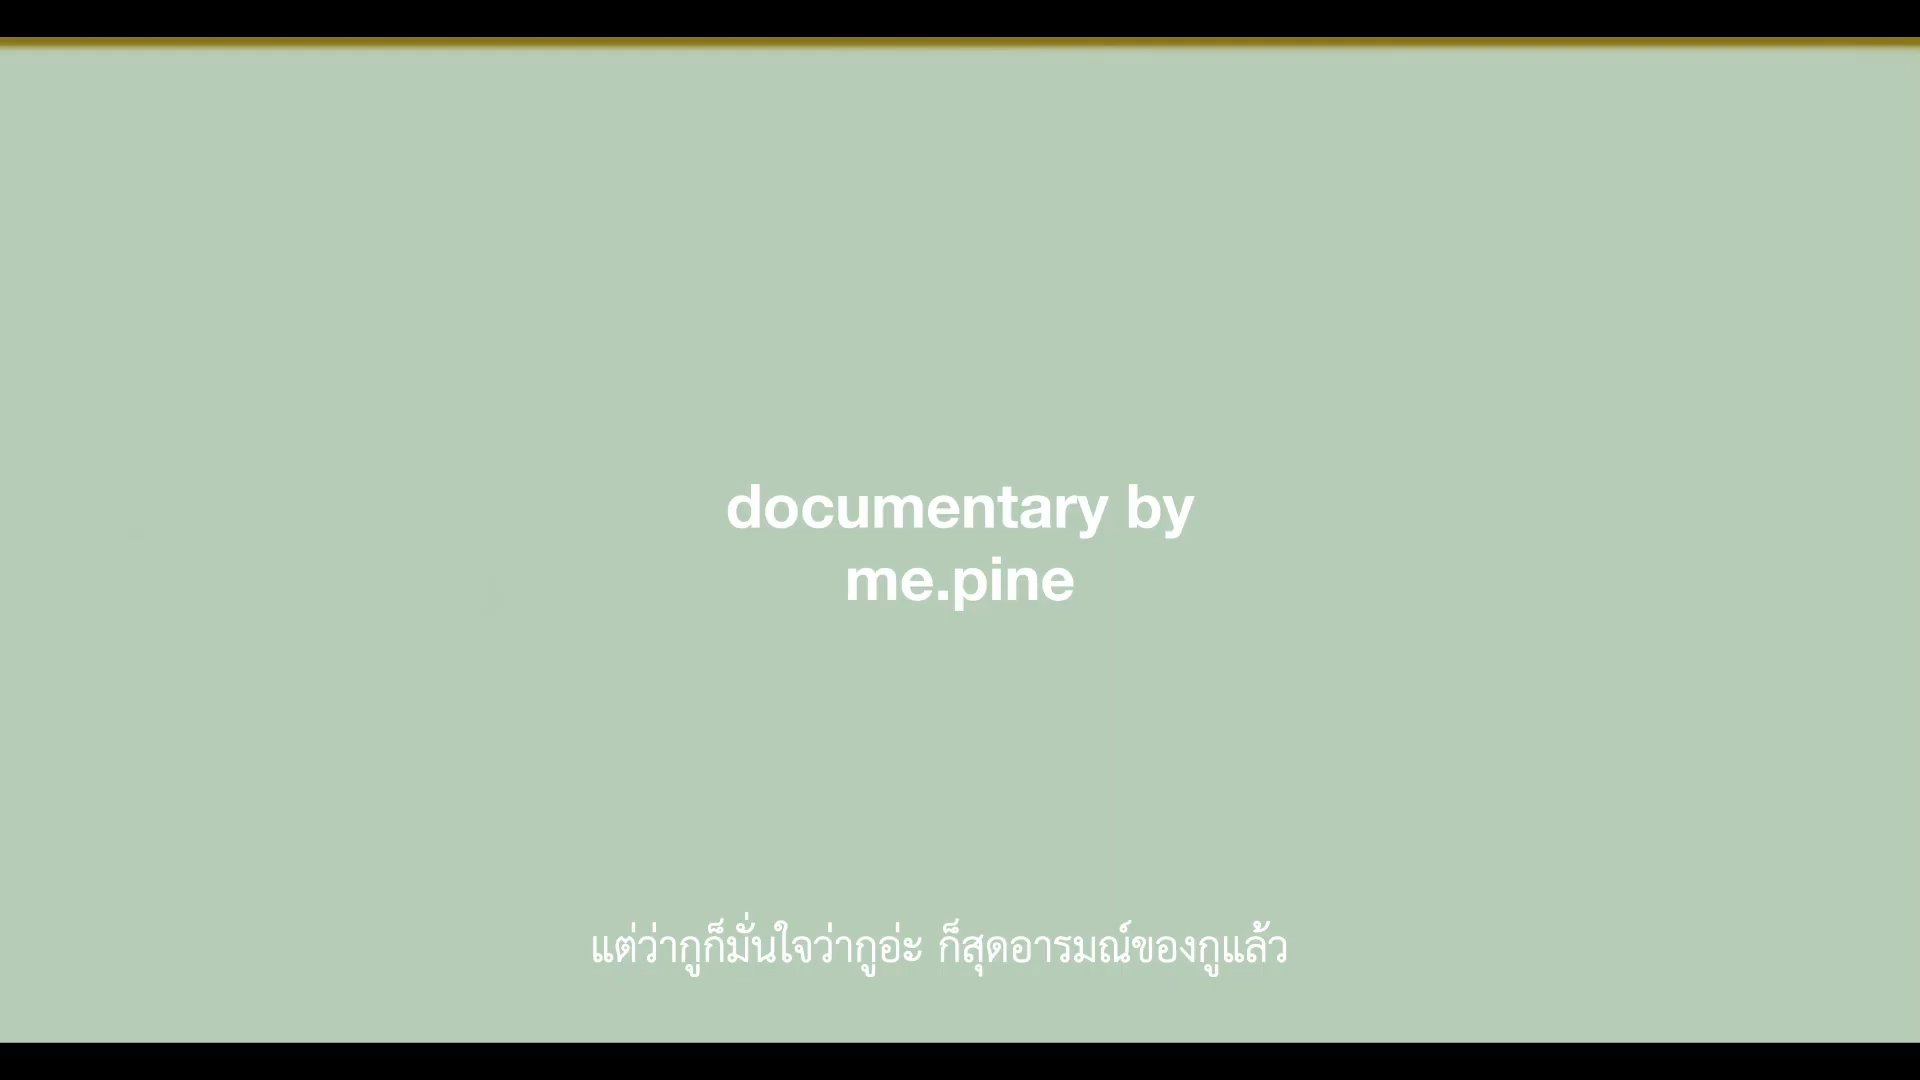 documentary by
me.pine
แต่ว่ากูก็มั่นใจว่ากูอ่ะ ก็สุดอารมณ์ของกูแล้ว